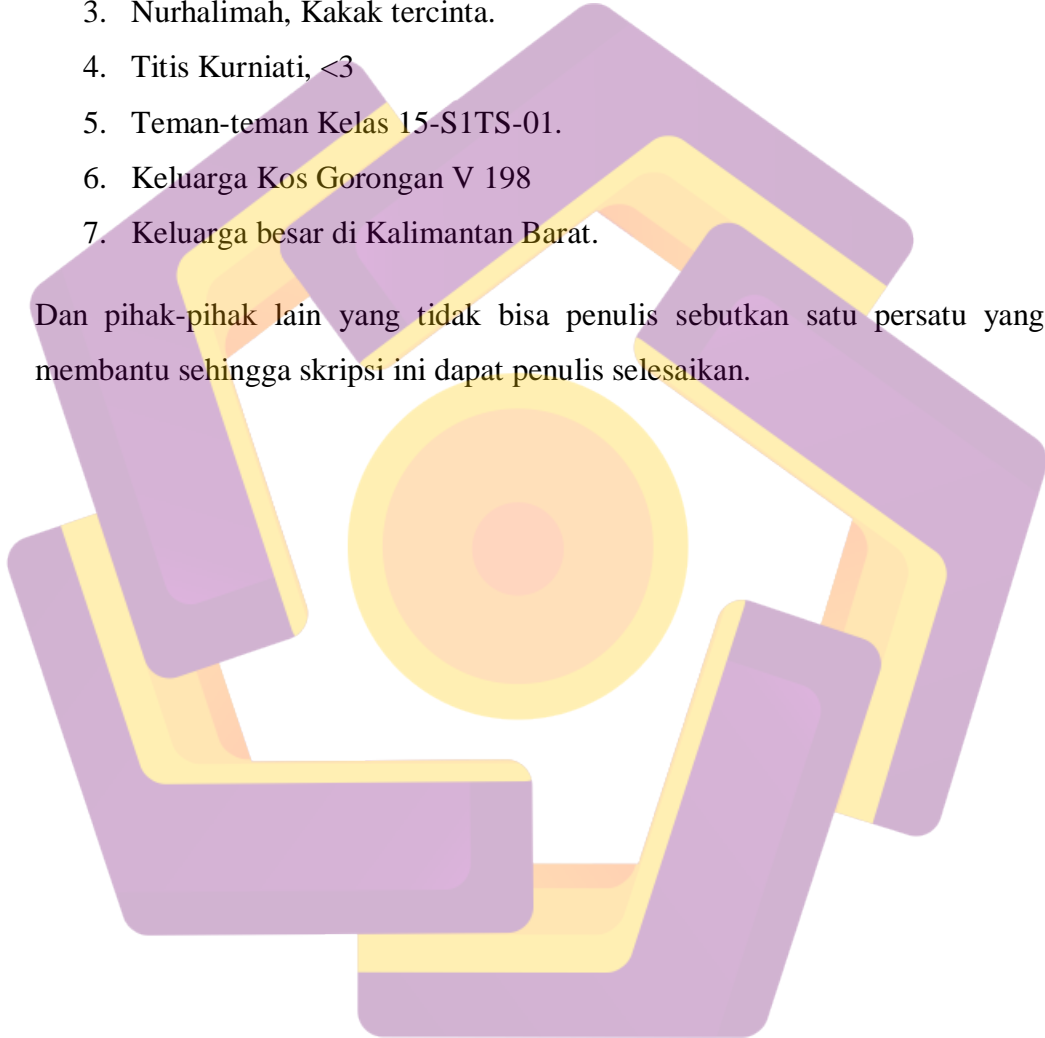 3. Nurhalimah, Kakak tercinta.
4. Titis Kurniati, <3
5. Teman-teman Kelas 15-S1TS-01.
6. Keluarga Kos Gorongan V 198
7. Keluarga besar di Kalimantan Barat.
Dan pihak-pihak lain yang tidak bisa penulis sebutkan satu persatu yang
membantu sehingga skripsi ini dapat penulis selesaikan.